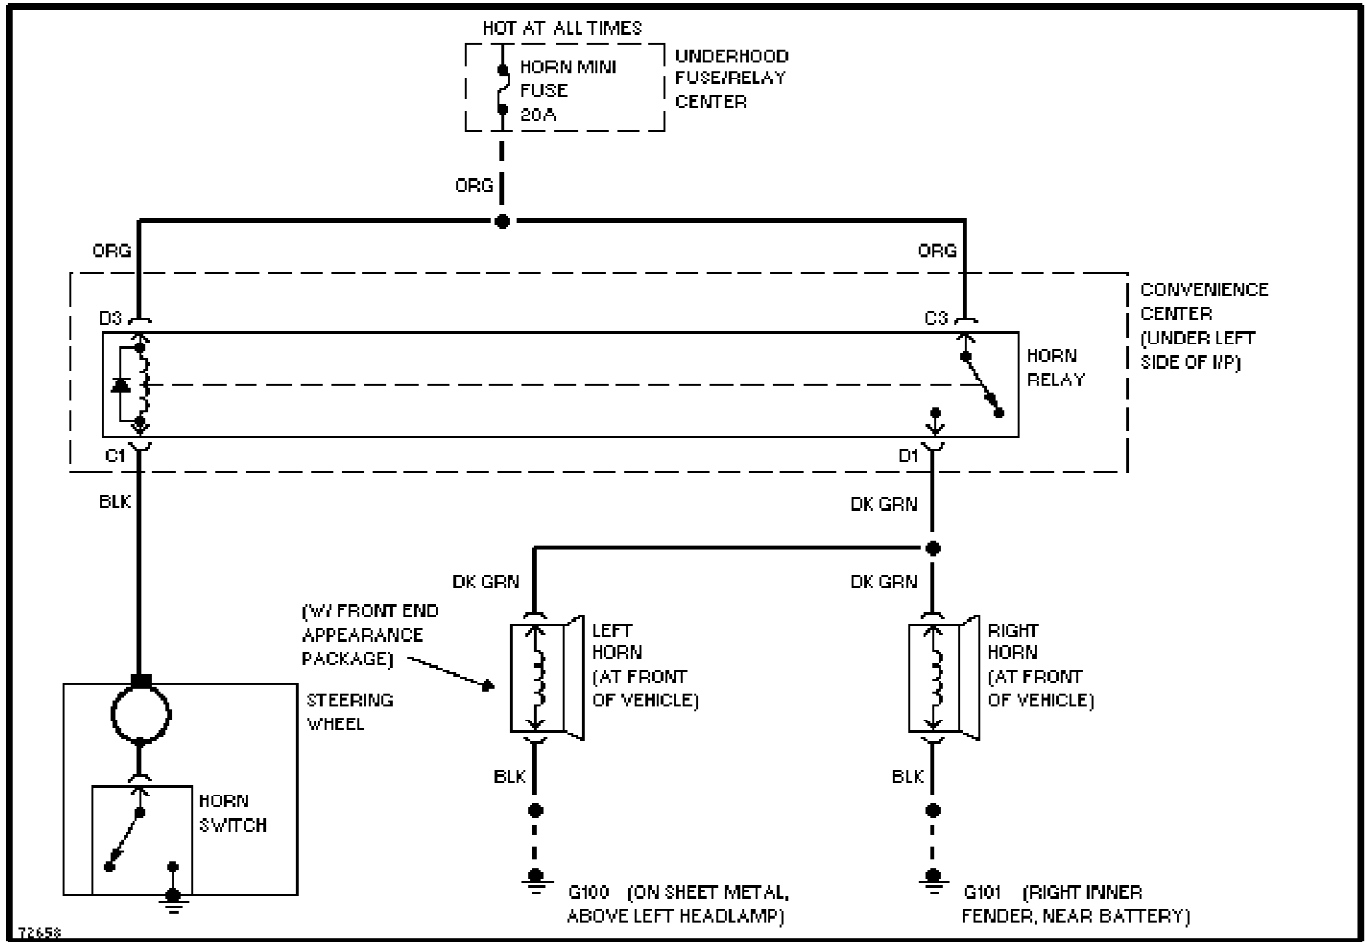 HOT AT ALL TIMES
HORN MINI
FUSE
20A
UNDERHOOD
FUSE/RELAY
CENTER
ORG
ORG
ORG
D3
C3
CONVENIENCE
CENTER
(UNDER LEFT
SIDE OF I/P)
HORN
RELAY
C1
D1
BLK
DK GRN
DK GRN
DK GRN
(W/ FRONT END
APPEARANCE
PACKAGE)
LEFT
HORN
(AT FRONT
OF VEHICLE)
RIGHT
HORN
(AT FRONT
OF VEHICLE)
STEERING
WHEEL
BLK
BLK
HORN
SWITCH
G100 (ON SHEET METAL,
ABOVE LEFT HEADLAMP)
G101 (RIGHT INNER
FENDER, NEAR BATTERY)
72658